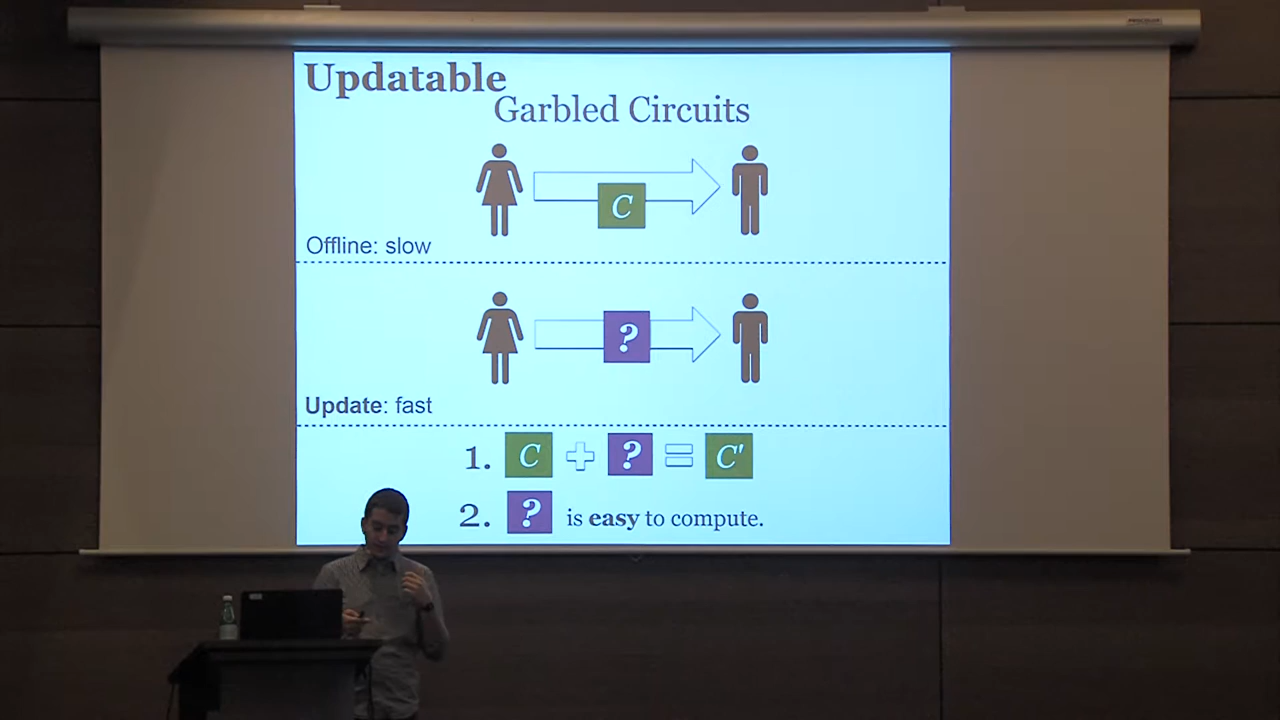 Updatable
Garbled Circuits
C
Offline: slow
?
Update: fast
1. C + ? = C'
2. ? is easy to compute.